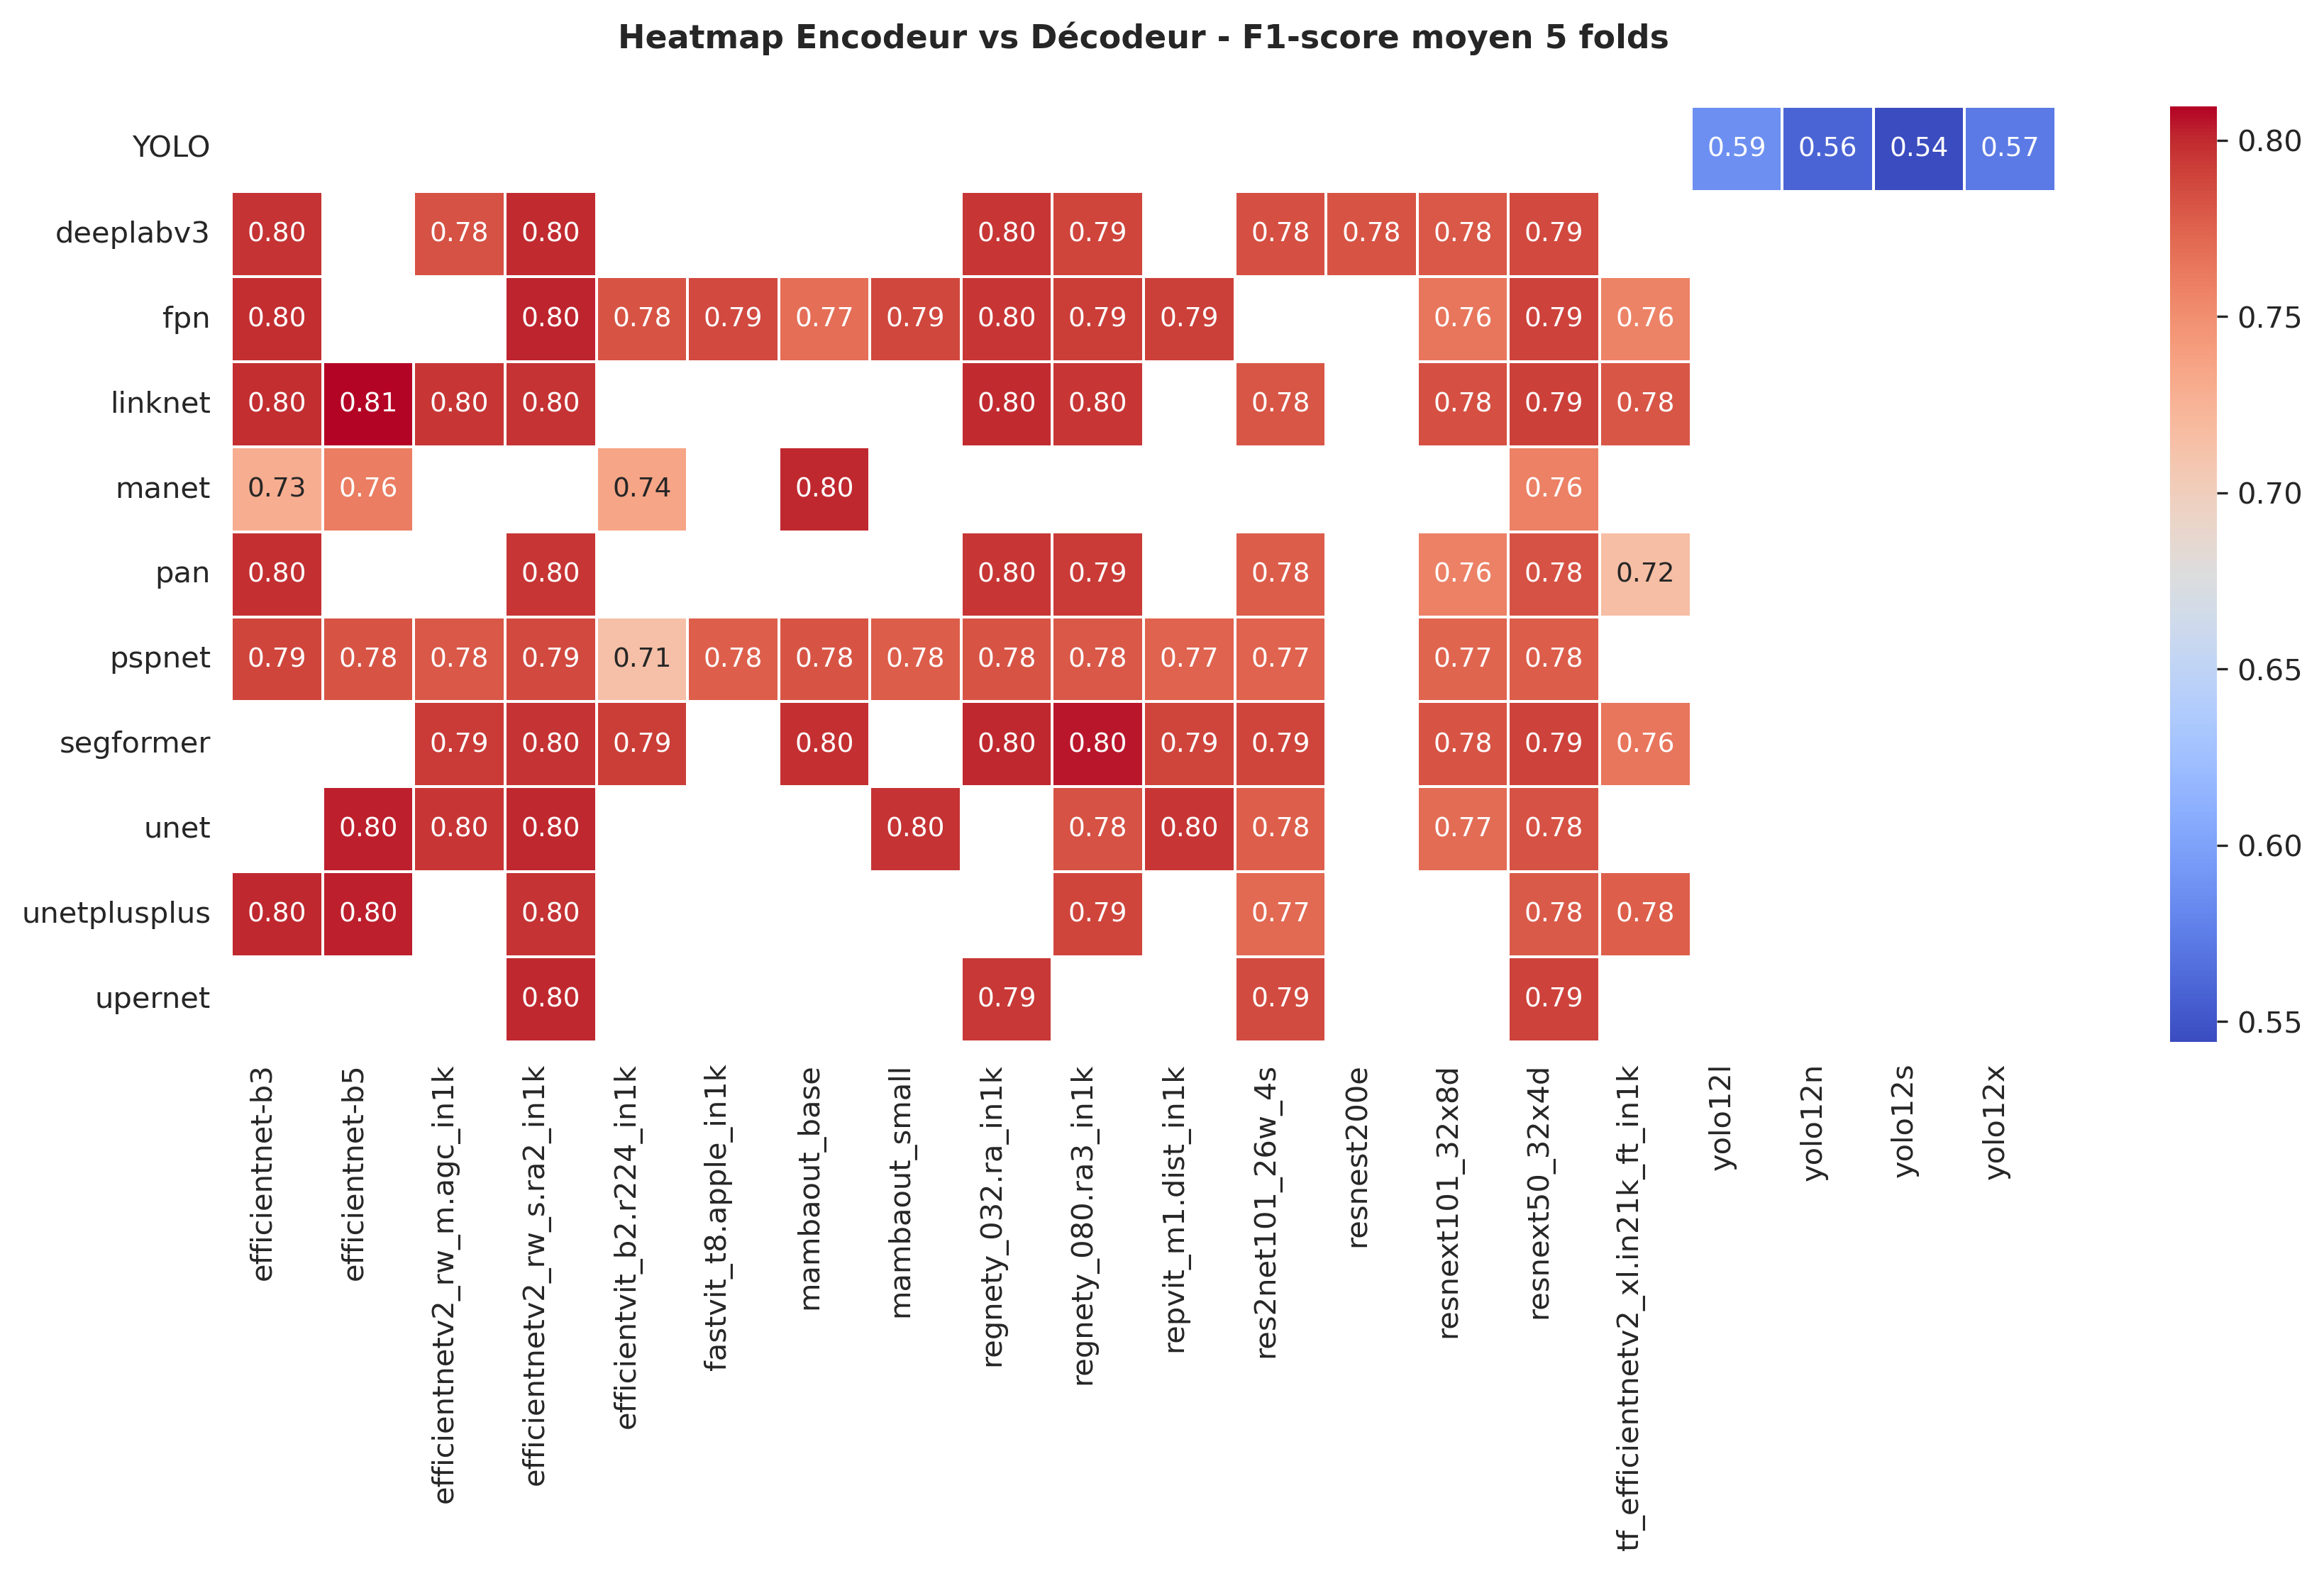 Heatmap Encodeur vs Décodeur - F1-score moyen 5 folds
YOLO 0.59 0.56 0.54 0.57
deeplabv3 0.80 0.78 0.80 0.80 0.79 0.78 0.78 0.78 0.79
fpn 0.80 0.80 0.78 0.79 0.77 0.79 0.80 0.79 0.79 0.76 0.79 0.76
linknet 0.80 0.81 0.80 0.80 0.80 0.80 0.78 0.78 0.79 0.78
manet 0.73 0.76 0.74 0.80 0.76
pan 0.80 0.80 0.80 0.79 0.78 0.76 0.78 0.72
pspnet 0.79 0.78 0.78 0.79 0.71 0.78 0.78 0.78 0.78 0.78 0.77 0.77 0.77 0.78
segformer 0.79 0.80 0.79 0.80 0.80 0.80 0.79 0.79 0.78 0.79 0.76
unet 0.80 0.80 0.80 0.80 0.78 0.80 0.78 0.77 0.78
unetplusplus 0.80 0.80 0.80 0.79 0.77 0.78 0.78
upernet 0.80 0.79 0.79 0.79
efficientnet-b3
efficientnet-b5
efficientnetv2_rw_m.agc_in1k
efficientnetv2_rw_s.ra2_in1k
efficientvit_b2.r224_in1k
fastvit_t8.apple_in1k
mambaout_base
mambaout_small
regnety_032.ra_in1k
regnety_080.ra3_in1k
repvit_m1.dist_in1k
res2net101_26w_4s
resnest200e
resnext101_32x8d
resnext50_32x4d
tf_efficientnetv2_xl.in21k_ft_in1k
yolo12l
yolo12n
yolo12s
yolo12x
0.80
0.75
0.70
0.65
0.60
0.55